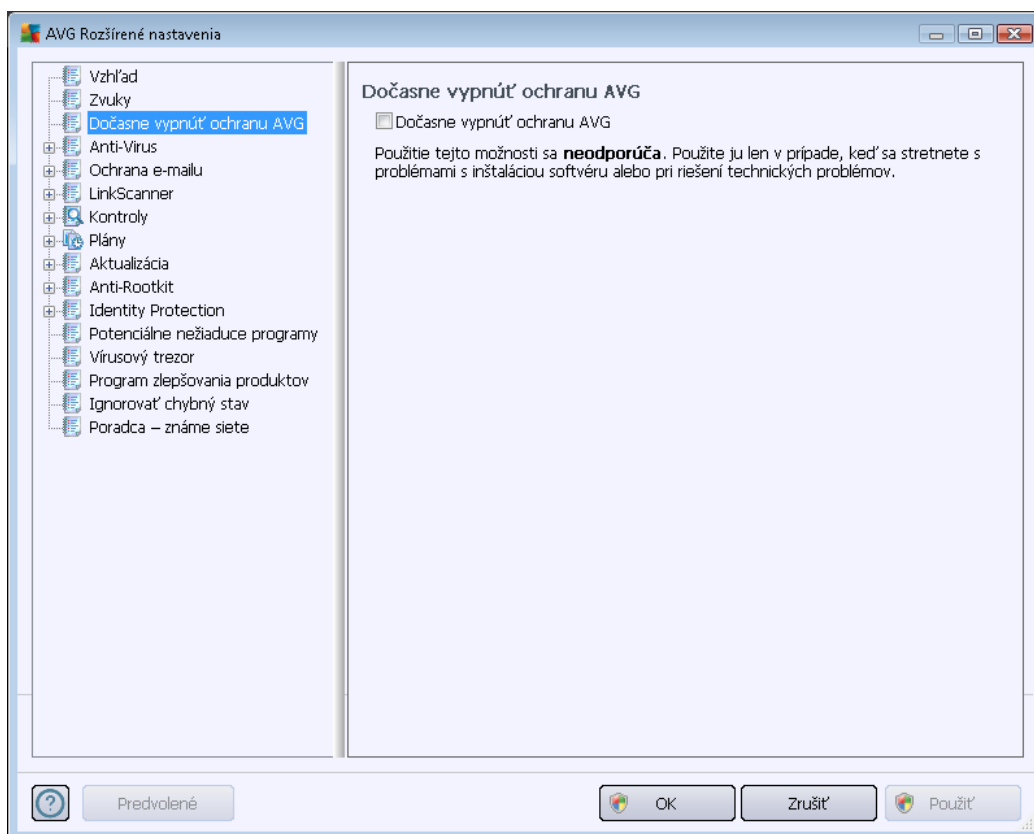 AVG Rozšírené nastavenia
Vzhľad
Zvuky
Dočasne vypnúť ochranu AVG
Anti-Virus
Ochrana e-mailu
LinkScanner
Kontroly
Plány
Aktualizácia
Anti-Rootkit
Identity Protection
Potenciálne nežiaduce programy
Vírusový trezor
Program zlepšovania produktov
Ignorovať chybný stav
Poradca – známe siete
Dočasne vypnúť ochranu AVG
Dočasne vypnúť ochranu AVG
Použitie tejto možnosti sa neodporúča. Použite ju len v prípade, keď sa stretnete s
problémami s inštaláciou softvéru alebo pri riešení technických problémov.
Predvolené
OK
Zrušiť
Použiť